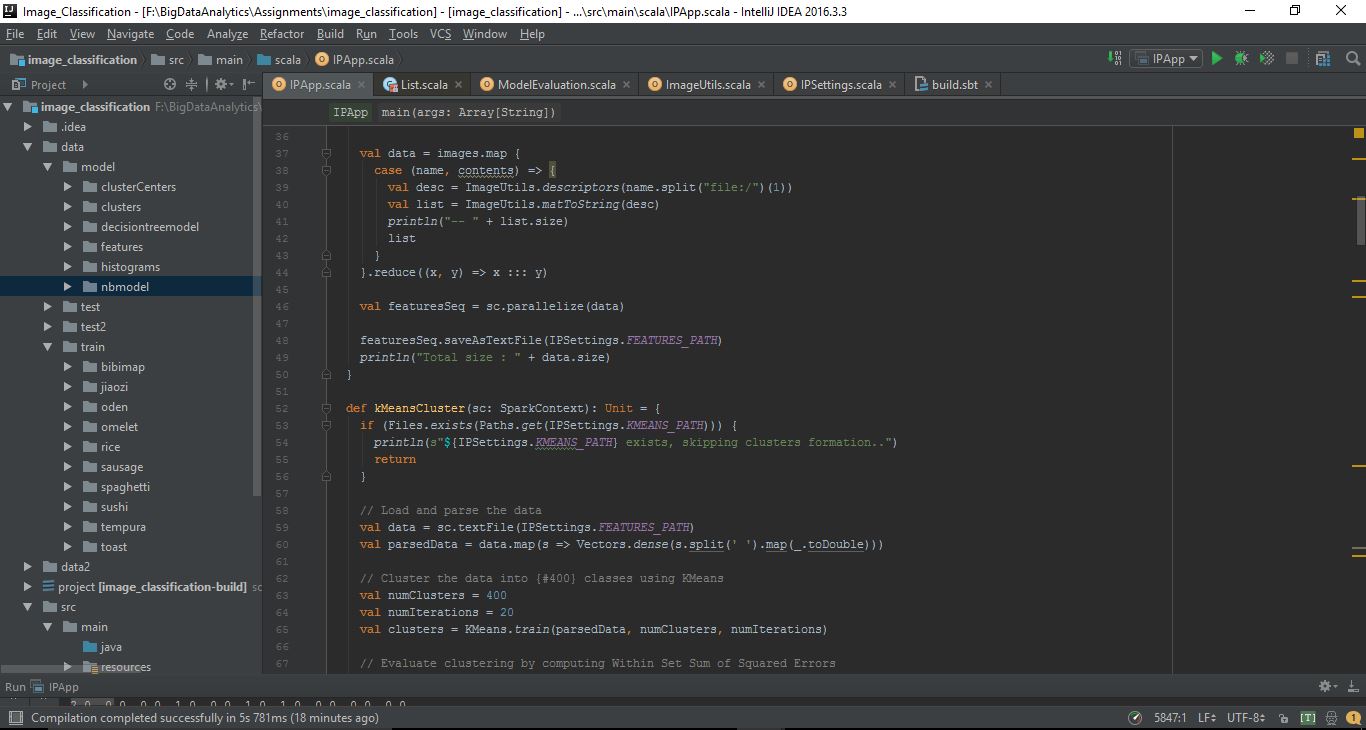 Image_Classification - [F:\BigDataAnalytics\Assignments\image_classification] - [image_classification] - ...\src\main\scala\IPApp.scala - IntelliJ IDEA 2016.3.3
File Edit View Navigate Code Analyze Refactor Build Run Tools VCS Window Help
image_classification src main scala IPApp.scala IPApp
Project IPApp.scala List.scala ModelEvaluation.scala ImageUtils.scala IPSettings.scala build.sbt
IPApp main(args: Array[String])
image_classification F:\BigDataAnalytics\
.idea
data
model
clusterCenters
clusters
decisiontreemodel
features
histograms
nbmodel
test
test2
train
bibimap
jiaozi
oden
omelet
rice
sausage
spaghetti
sushi
tempura
toast
data2
project [image_classification-build] sc
src
main
java
resources
36
37 val data = images.map {
38 case (name, contents) => {
39 val desc = ImageUtils.descriptors(name.split("file:/")(1))
40 val list = ImageUtils.matToString(desc)
41 println("-- " + list.size)
42 list
43 }
44 }.reduce((x, y) => x ::: y)
45
46 val featuresSeq = sc.parallelize(data)
47
48 featuresSeq.saveAsTextFile(IPSettings.FEATURES_PATH)
49 println("Total size : " + data.size)
50 }
51
52 def kMeansCluster(sc: SparkContext): Unit = {
53 if (Files.exists(Paths.get(IPSettings.KMEANS_PATH))) {
54 println(s"${IPSettings.KMEANS_PATH} exists, skipping clusters formation..")
55 return
56 }
57
58 // Load and parse the data
59 val data = sc.textFile(IPSettings.FEATURES_PATH)
60 val parsedData = data.map(s => Vectors.dense(s.split(' ').map(_.toDouble)))
61
62 // Cluster the data into {#400} classes using KMeans
63 val numClusters = 400
64 val numIterations = 20
65 val clusters = KMeans.train(parsedData, numClusters, numIterations)
66
67 // Evaluate clustering by computing Within Set Sum of Squared Errors
Run IPApp
Compilation completed successfully in 5s 781ms (18 minutes ago) 5847:1 LF UTF-8 [T] 1